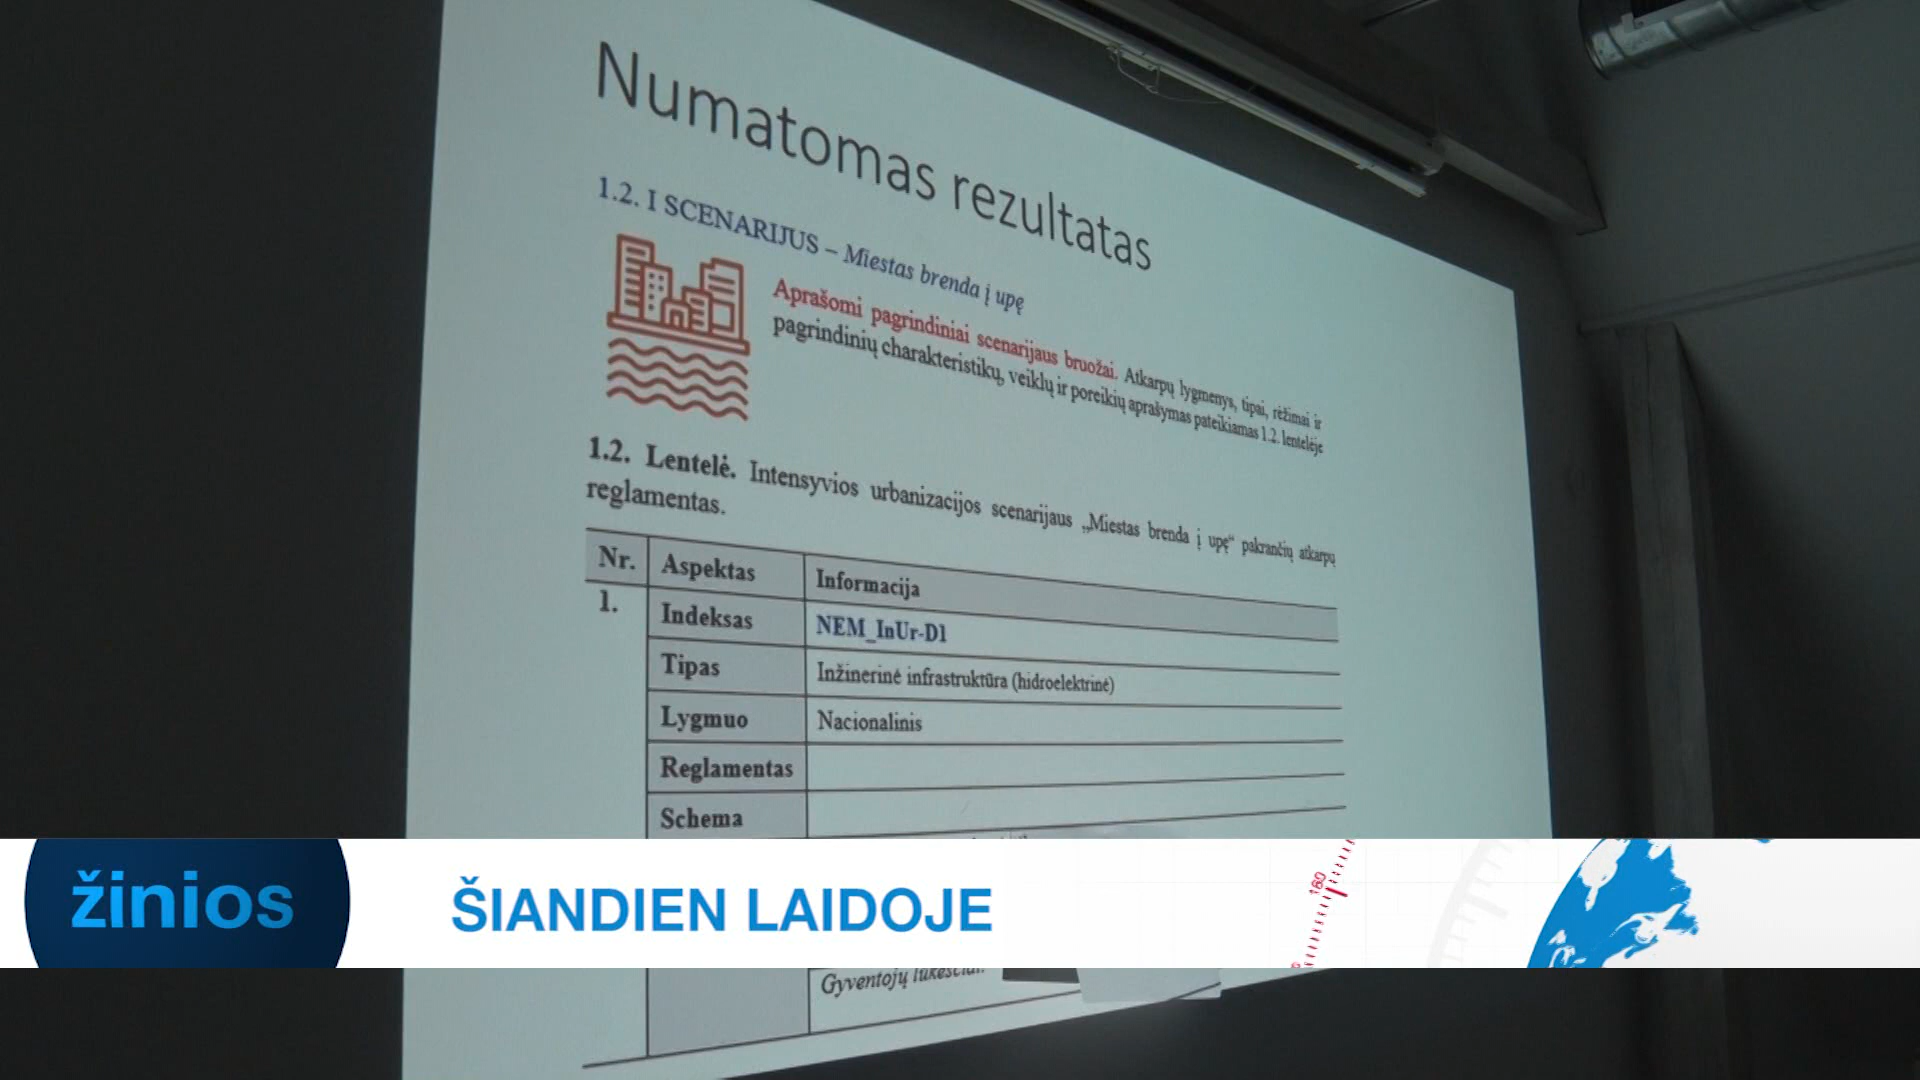 Numatomas rezultatas
1.2. I SCENARIJUS – Miestas brenda į upę
Aprašomi pagrindiniai scenarijaus bruožai. Atkarpų lygmenys, tipai, rėžimai ir
pagrindinių charakteristikų, veiklų ir poreikių aprašymas pateikiamas 1.2. lentelėje
1.2. Lentelė. Intensyvios urbanizacijos scenarijaus „Miestas brenda į upę“ pakrančių atkarpų
reglamentas.
Nr. Aspektas Informacija
1. Indeksas NEM_InUr-D1
Tipas Inžinerinė infrastruktūra (hidroelektrinė)
Lygmuo Nacionalinis
Reglamentas
Schema
žinios
ŠIANDIEN LAIDOJE
160
Gyventojų lūkesčiai: